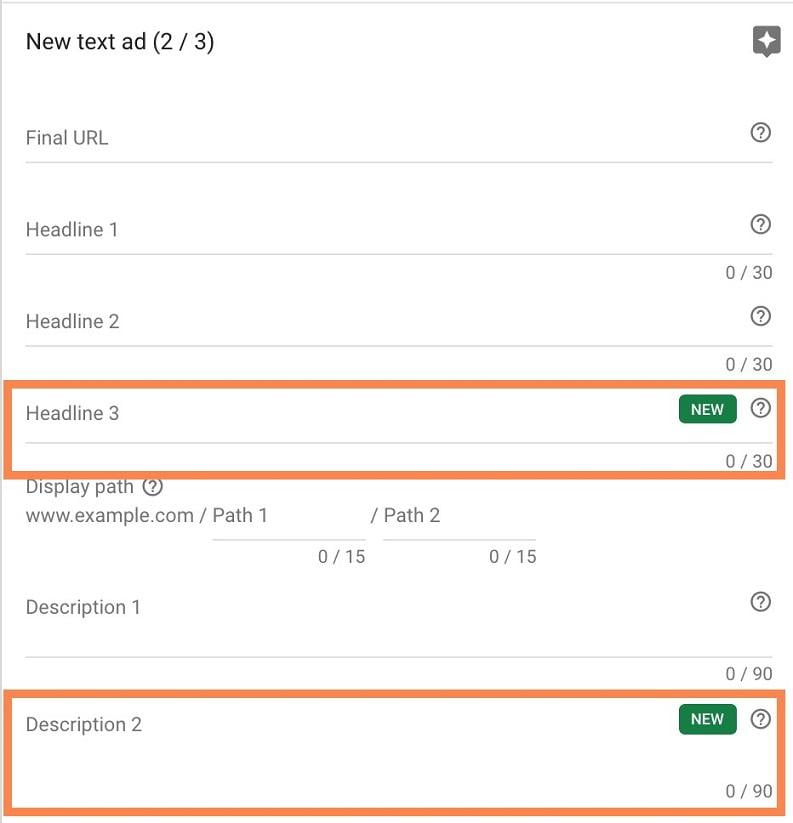 New text ad (2 / 3)
Final URL
Headline 1
0 / 30
Headline 2
0 / 30
Headline 3 NEW
0 / 30
Display path
www.example.com / Path 1 / Path 2
0 / 15 0 / 15
Description 1
0 / 90
Description 2 NEW
0 / 90